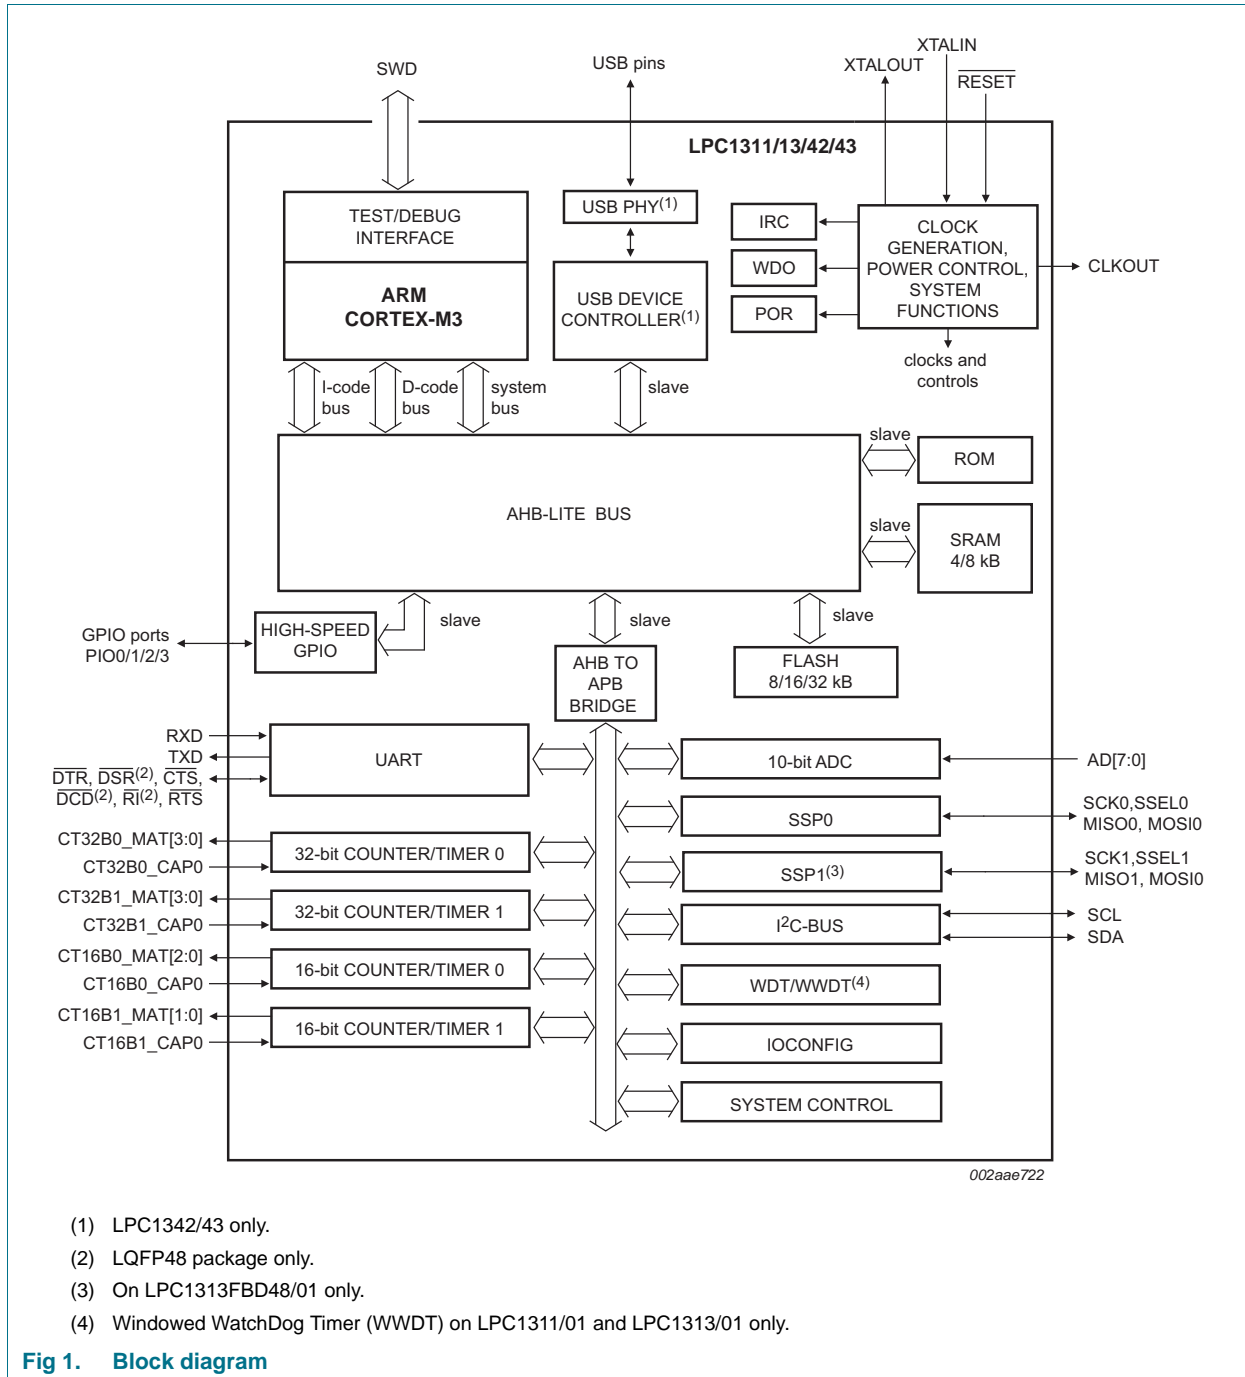 XTALIN
USB pins
XTALOUT
SWD
RESET
LPC1311/13/42/43
TEST/DEBUG
INTERFACE
USB PHY(1)
IRC
CLOCK
GENERATION,
POWER CONTROL,
SYSTEM
FUNCTIONS
WDO
CLKOUT
ARM
CORTEX-M3
USB DEVICE
CONTROLLER(1)
POR
clocks and
controls
I-code
bus
D-code
bus
system
bus
slave
slave
ROM
AHB-LITE BUS
slave
SRAM
4/8 kB
slave
slave
slave
GPIO ports
PIO0/1/2/3
HIGH-SPEED
GPIO
AHB TO
APB
BRIDGE
FLASH
8/16/32 kB
RXD
TXD
DTR, DSR(2), CTS,
DCD(2), RI(2), RTS
UART
10-bit ADC
AD[7:0]
SSP0
SCK0,SSEL0
MISO0, MOSI0
CT32B0_MAT[3:0]
CT32B0_CAP0
32-bit COUNTER/TIMER 0
SSP1(3)
SCK1,SSEL1
MISO1, MOSI0
CT32B1_MAT[3:0]
CT32B1_CAP0
32-bit COUNTER/TIMER 1
I2C-BUS
SCL
SDA
CT16B0_MAT[2:0]
CT16B0_CAP0
16-bit COUNTER/TIMER 0
WDT/WWDT(4)
CT16B1_MAT[1:0]
CT16B1_CAP0
16-bit COUNTER/TIMER 1
IOCONFIG
SYSTEM CONTROL
002aae722
(1) LPC1342/43 only.
(2) LQFP48 package only.
(3) On LPC1313FBD48/01 only.
(4) Windowed WatchDog Timer (WWDT) on LPC1311/01 and LPC1313/01 only.
Fig 1. Block diagram